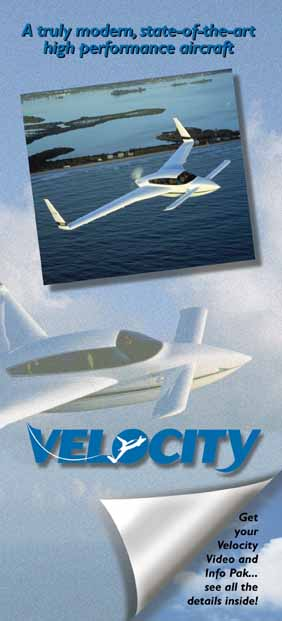 A truly modern, state-of-the-art
high performance aircraft
VELOCITY
Get
your
Velocity
Video and
Info Pak...
see all the
details inside!